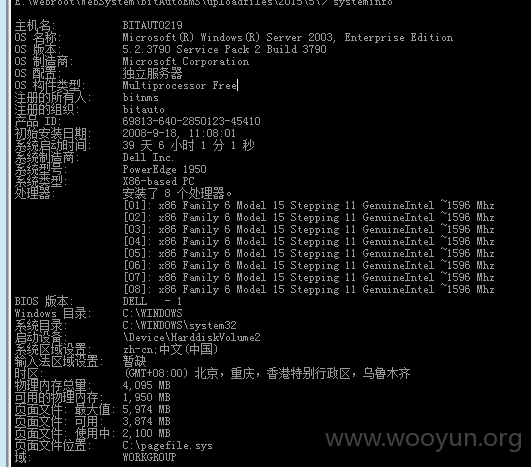 E:\Webroot\WebSystem\BitAutoEMS\uploadfiles\2015\5\> systeminfo
主机名: BITAUTO219
OS 名称: Microsoft(R) Windows(R) Server 2003, Enterprise Edition
OS 版本: 5.2.3790 Service Pack 2 Build 3790
OS 制造商: Microsoft Corporation
OS 配置: 独立服务器
OS 构件类型: Multiprocessor Free
注册的所有人: bitnms
注册的组织: bitauto
产品 ID: 69813-640-2850123-45410
初始安装日期: 2008-9-18, 11:08:01
系统启动时间: 39 天 6 小时 1 分 1 秒
系统制造商: Dell Inc.
系统型号: PowerEdge 1950
系统类型: X86-based PC
处理器: 安装了 8 个处理器。
[01]: x86 Family 6 Model 15 Stepping 11 GenuineIntel ~1596 Mhz
[02]: x86 Family 6 Model 15 Stepping 11 GenuineIntel ~1596 Mhz
[03]: x86 Family 6 Model 15 Stepping 11 GenuineIntel ~1596 Mhz
[04]: x86 Family 6 Model 15 Stepping 11 GenuineIntel ~1596 Mhz
[05]: x86 Family 6 Model 15 Stepping 11 GenuineIntel ~1596 Mhz
[06]: x86 Family 6 Model 15 Stepping 11 GenuineIntel ~1596 Mhz
[07]: x86 Family 6 Model 15 Stepping 11 GenuineIntel ~1596 Mhz
[08]: x86 Family 6 Model 15 Stepping 11 GenuineIntel ~1596 Mhz
BIOS 版本: DELL - 1
Windows 目录: C:\WINDOWS
系统目录: C:\WINDOWS\system32
启动设备: \Device\HarddiskVolume2
系统区域设置: zh-cn;中文(中国)
输入法区域设置: 暂缺
时区: (GMT+08:00) 北京，重庆，香港特别行政区，乌鲁木齐
物理内存总量: 4,095 MB
可用的物理内存: 1,950 MB
页面文件: 最大值: 5,974 MB
页面文件: 可用: 3,874 MB
页面文件: 使用中: 2,100 MB
页面文件位置: C:\pagefile.sys
域: WORKGROUP
www.wooyun.org